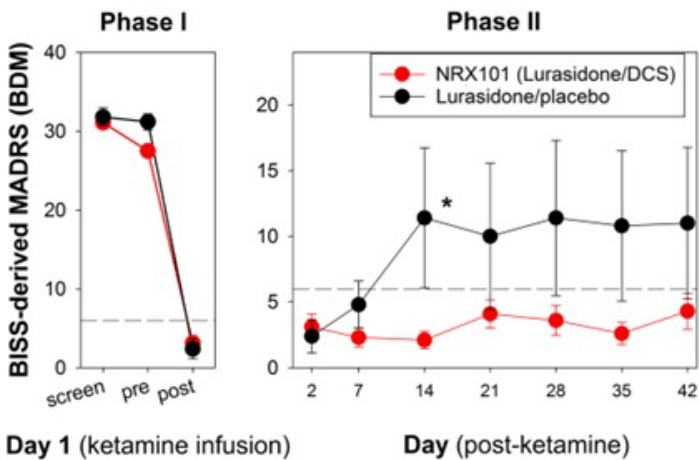 Phase I
Phase II
BISS-derived MADRS (BDM)
40
30
20
10
0
screen
pre
post
Day 1 (ketamine infusion)
NRX101 (Lurasidone/DCS)
Lurasidone/placebo
20
15
10
5
0
*
2
7
14
21
28
35
42
Day (post-ketamine)